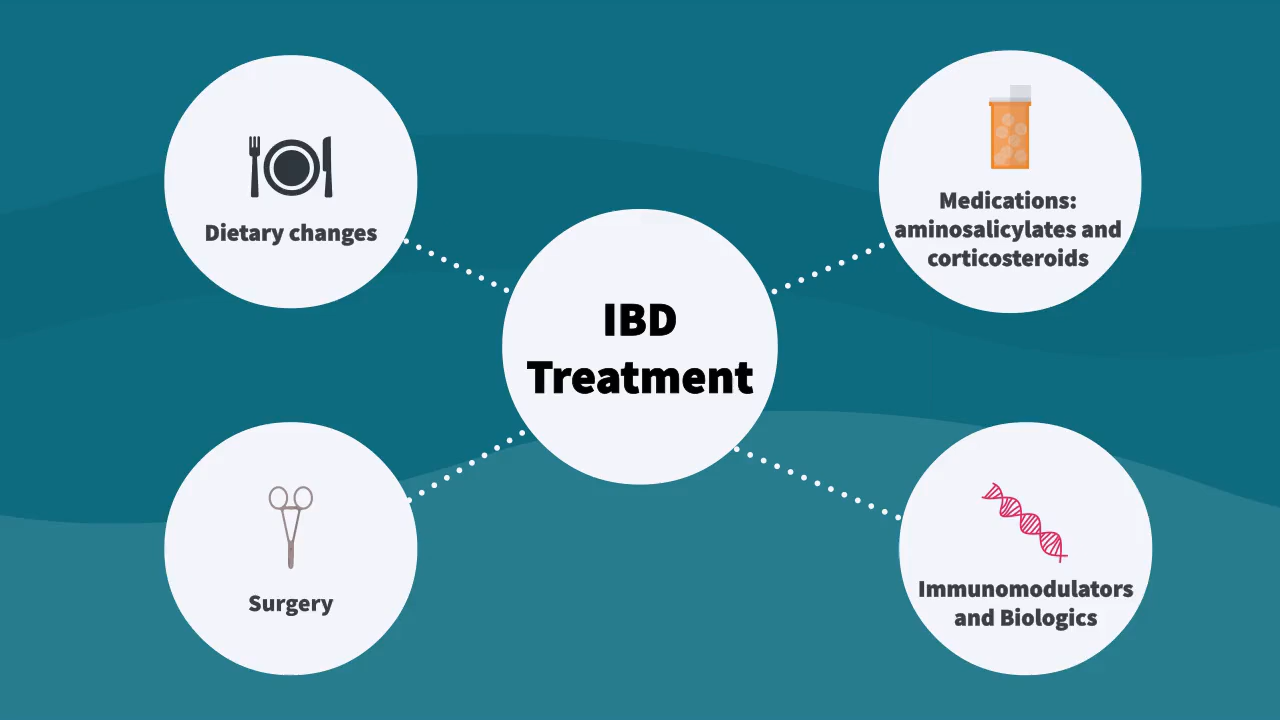 Dietary changes
Medications:
aminosalicylates and
corticosteroids
IBD
Treatment
Surgery
Immunomodulators
and Biologics